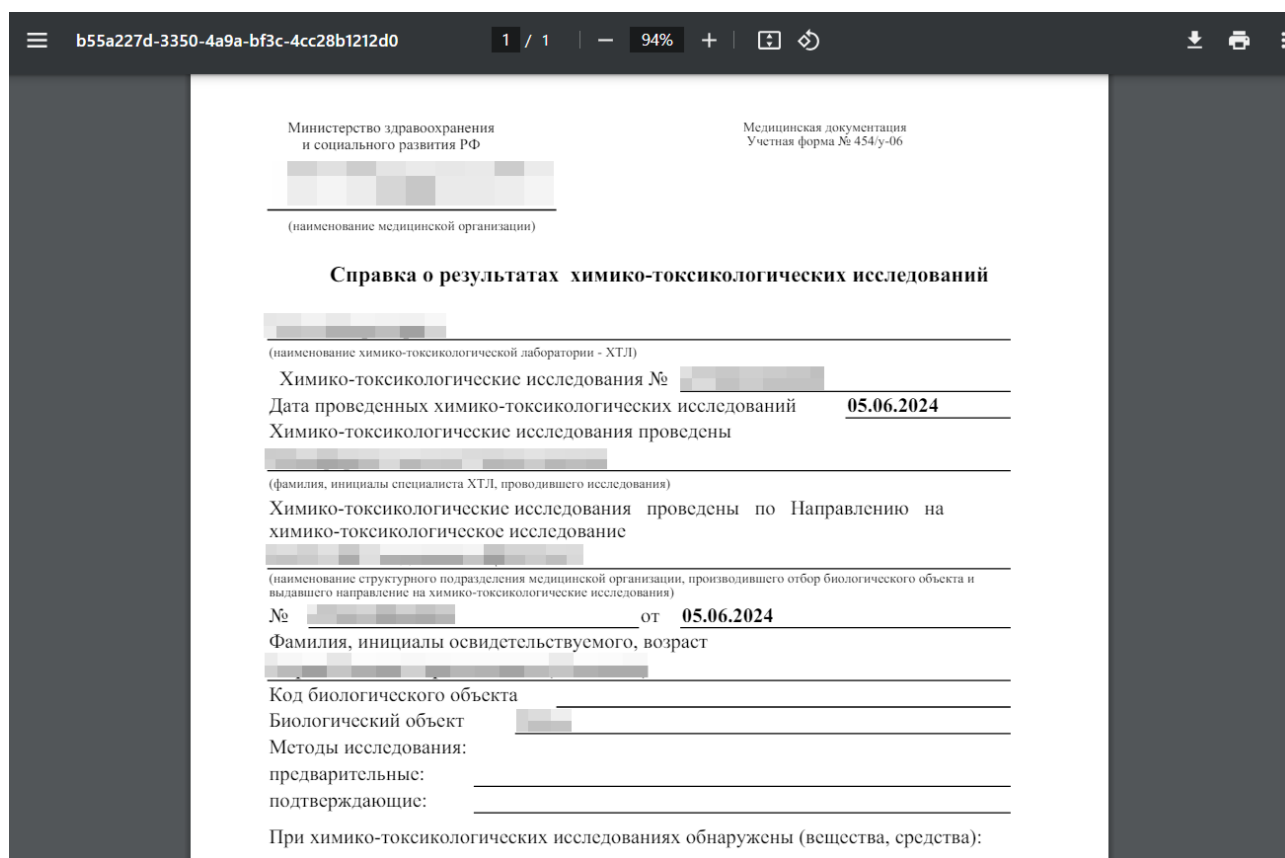 b55a227d-3350-4a9a-bf3c-4cc28b1212d0 1 / 1 94%
Министерство здравоохранения
и социального развития РФ
Медицинская документация
Учетная форма № 454/у-06
(наименование медицинской организации)
Справка о результатах химико-токсикологических исследований
(наименование химико-токсикологической лаборатории - ХТЛ)
Химико-токсикологические исследования №
Дата проведенных химико-токсикологических исследований 05.06.2024
Химико-токсикологические исследования проведены
(фамилия, инициалы специалиста ХТЛ, проводившего исследования)
Химико-токсикологические исследования проведены по Направлению на
химико-токсикологическое исследование
(наименование структурного подразделения медицинской организации, производившего отбор биологического объекта и
выдавшего направление на химико-токсикологические исследования)
№ от 05.06.2024
Фамилия, инициалы освидетельствуемого, возраст
Код биологического объекта
Биологический объект
Методы исследования:
предварительные:
подтверждающие:
При химико-токсикологических исследованиях обнаружены (вещества, средства):